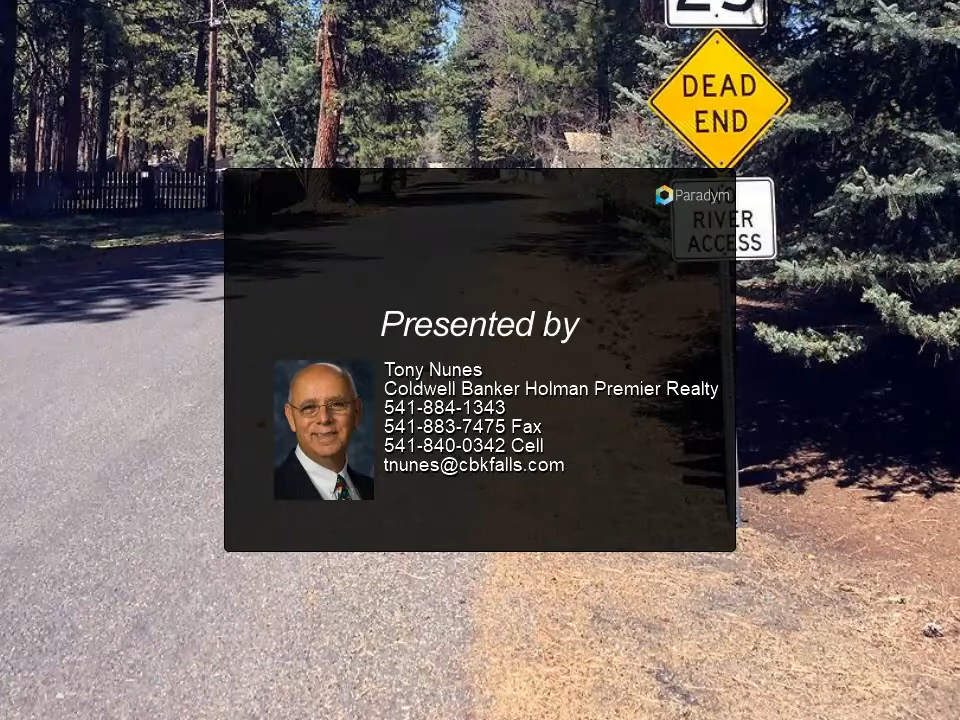 DEAD
END
Paradym
RIVER
ACCESS
Presented by
Tony Nunes
Coldwell Banker Holman Premier Realty
541-884-1343
541-883-7475 Fax
541-840-0342 Cell
tnunes@cbkfalls.com